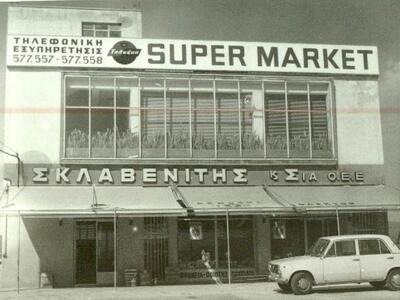 ΤΗΛΕΦΩΝΙΚΗ
ΕΞΥΠΗΡΕΤΗΣΙΣ
577.557 - 577.558
SUPER MARKET
ΣΚΛΑΒΕΝΙΤΗΣ Κ ΣΙΑ Ο.Ε.Ε